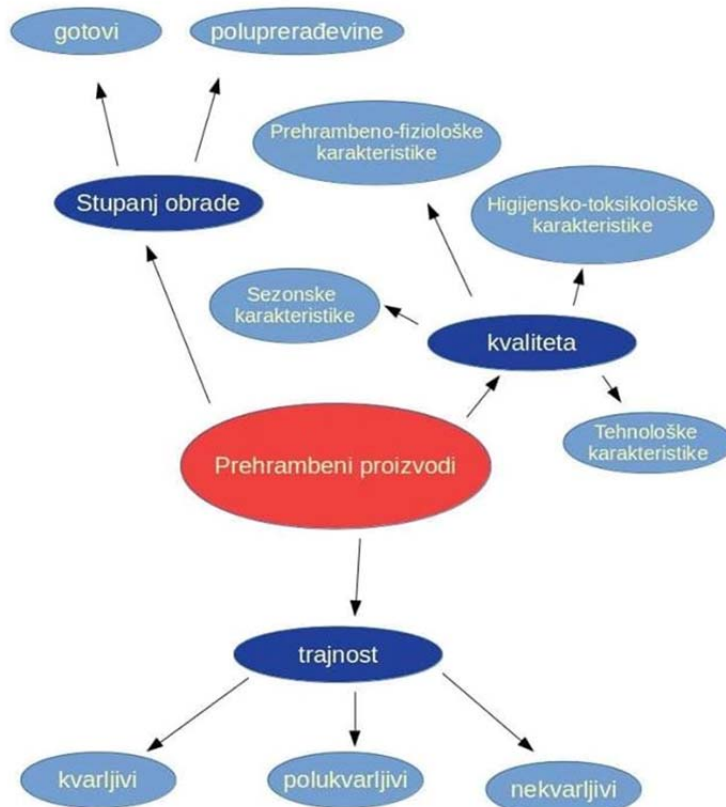 gotovi
poluprerađevine
Prehrambeno-fiziološke
karakteristike
Stupanj obrade
Higijensko-toksikološke
karakteristike
Sezonske
karakteristike
kvaliteta
Tehnološke
karakteristike
Prehrambeni proizvodi
trajnost
kvarljivi
polukvarljivi
nekvarljivi